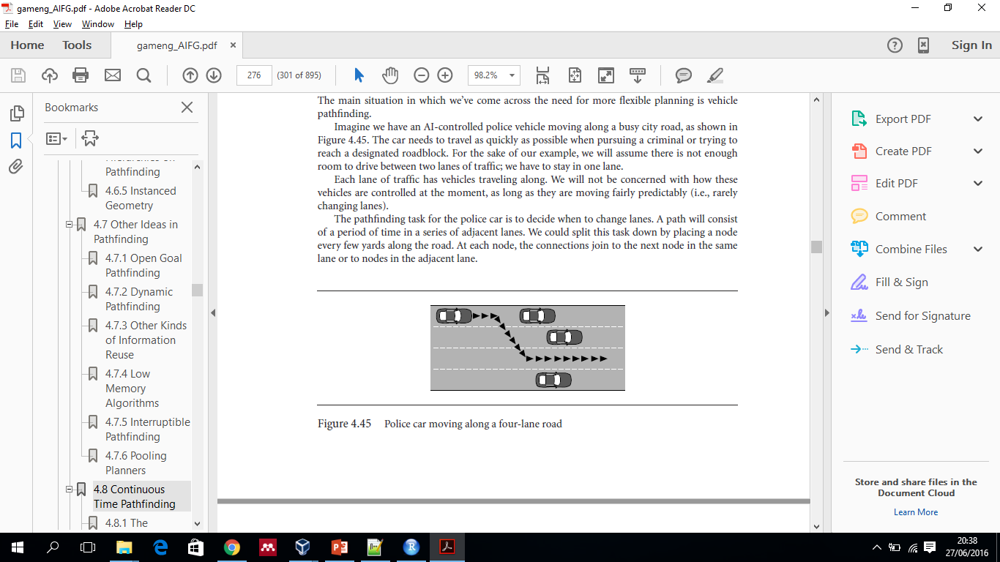 gameng_AIFG.pdf - Adobe Acrobat Reader DC
File Edit View Window Help
Home Tools gameng_AIFG.pdf × Sign In
276 (301 of 895) 98.2%
Bookmarks
Pathfinding
4.6.5 Instanced
Geometry
4.7 Other Ideas in
Pathfinding
4.7.1 Open Goal
Pathfinding
4.7.2 Dynamic
Pathfinding
4.7.3 Other Kinds
of Information
Reuse
4.7.4 Low
Memory
Algorithms
4.7.5 Interruptible
Pathfinding
4.7.6 Pooling
Planners
4.8 Continuous
Time Pathfinding
4.8.1 The
The main situation in which we've come across the need for more flexible planning is vehicle
pathfinding.
Imagine we have an AI-controlled police vehicle moving along a busy city road, as shown in
Figure 4.45. The car needs to travel as quickly as possible when pursuing a criminal or trying to
reach a designated roadblock. For the sake of our example, we will assume there is not enough
room to drive between two lanes of traffic; we have to stay in one lane.
Each lane of traffic has vehicles traveling along. We will not be concerned with how these
vehicles are controlled at the moment, as long as they are moving fairly predictably (i.e., rarely
changing lanes).
The pathfinding task for the police car is to decide when to change lanes. A path will consist
of a period of time in a series of adjacent lanes. We could split this task down by placing a node
every few yards along the road. At each node, the connections join to the next node in the same
lane or to nodes in the adjacent lane.
Figure 4.45 Police car moving along a four-lane road
Export PDF
Create PDF
Edit PDF
Comment
Combine Files
Fill & Sign
Send for Signature
Send & Track
Store and share files in the
Document Cloud
Learn More
20:38
27/06/2016